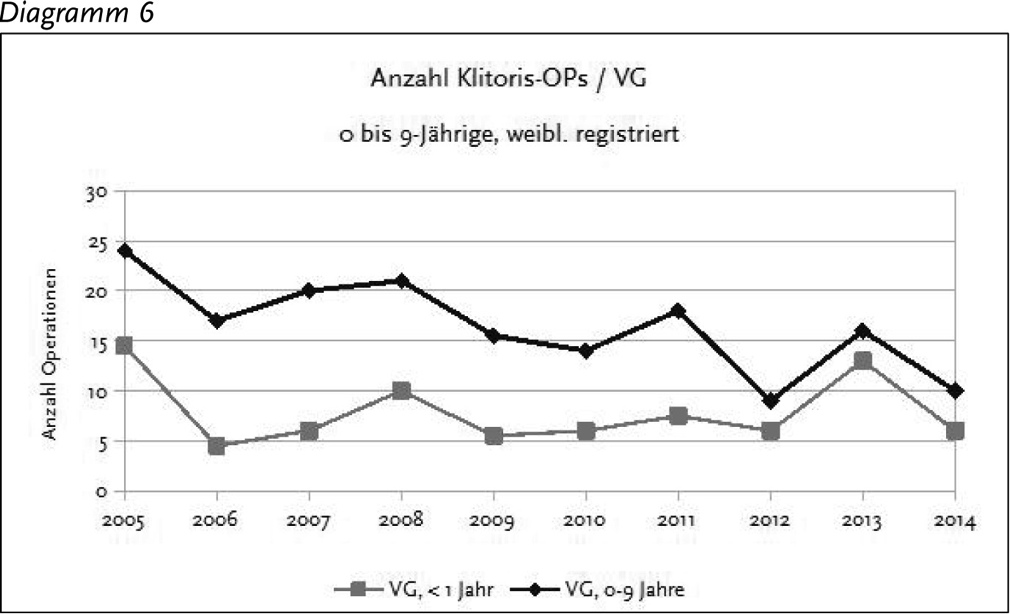 Diagramm 6
Anzahl Klitoris-OPs / VG
0 bis 9-Jährige, weibl. registriert
Anzahl Operationen
30
25
20
15
10
5
0
2005 2006 2007 2008 2009 2010 2011 2012 2013 2014
VG, < 1 Jahr VG, 0-9 Jahre